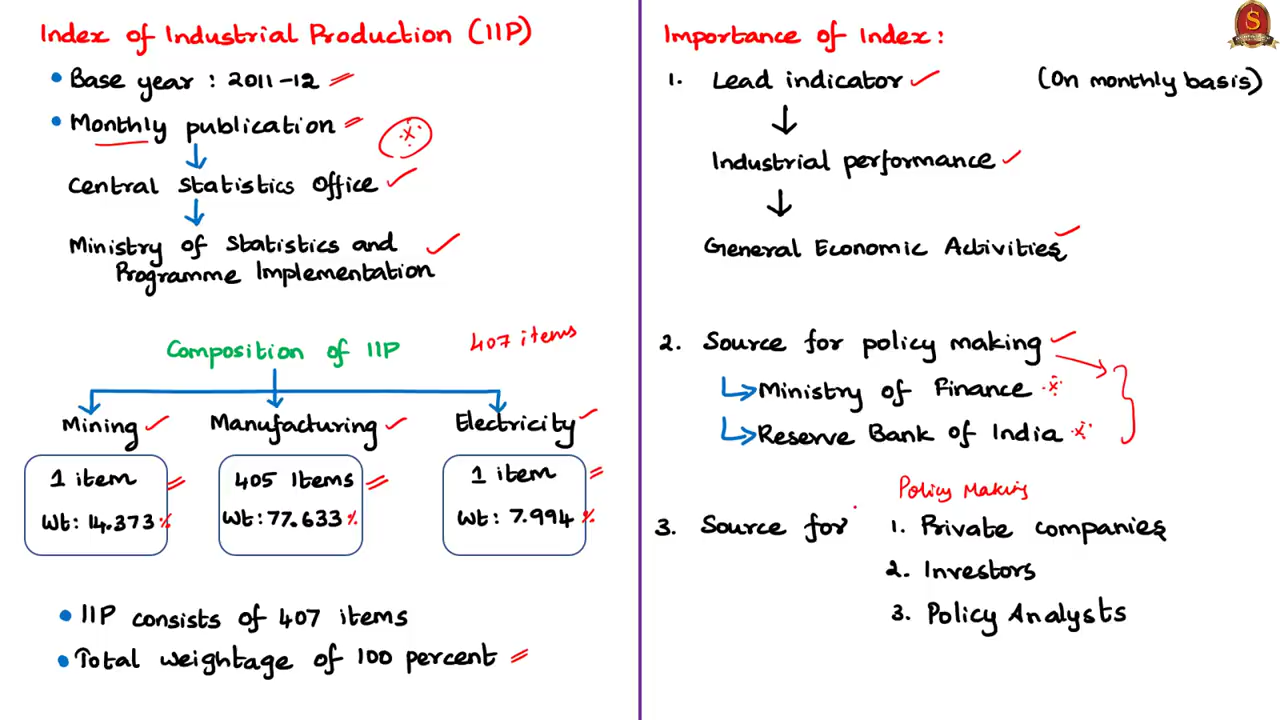 Index of Industrial Production (IIP)
• Base year : 2011-12
• Monthly publication
Central Statistics Office
Ministry of Statistics and
Programme Implementation
Composition of IIP
407 items
Mining
Manufacturing
Electricity
1 item
Wt: 14.373%
405 Items
Wt: 77.633%
1 item
Wt: 7.994%
• IIP consists of 407 items
• Total weightage of 100 percent
Importance of Index:
1. Lead indicator (On monthly basis)
Industrial performance
General Economic Activities
2. Source for policy making
Ministry of Finance
Reserve Bank of India
Policy Making
3. Source for 1. Private companies
2. Investors
3. Policy Analysts
S